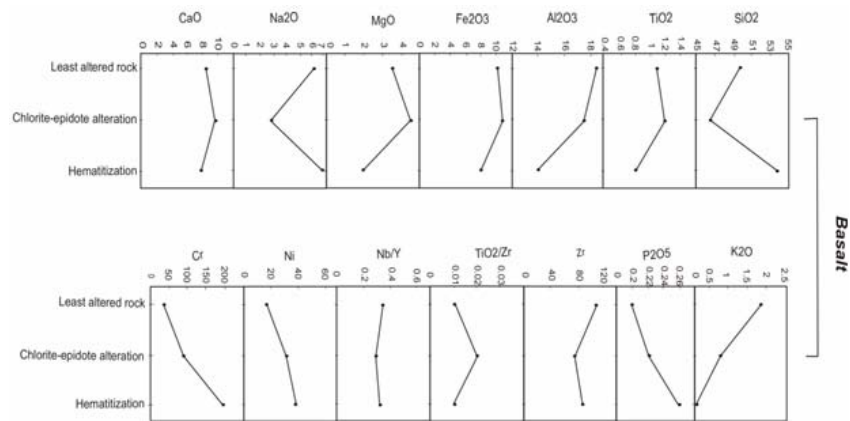 CaO Na2O MgO Fe2O3 Al2O3 TiO2 SiO2
0 2 4 6 8 10 0 1 2 3 4 5 6 7 0 1 2 3 4 0 2 4 6 8 10 12 14 16 18 0.4 0.6 0.8 1 1.2 1.4 45 47 49 51 53 55
Least altered rock
Chlorite-epidote alteration
Hematitization
Basalt
Cr Ni Nb/Y TiO2/Zr Zr P2O5 K2O
0 50 100 150 200 0 20 40 60 0 0.2 0.4 0.6 0 0.01 0.02 0.03 0 40 80 120 0.2 0.22 0.24 0.26 0 0.5 1 1.5 2 2.5
Least altered rock
Chlorite-epidote alteration
Hematitization